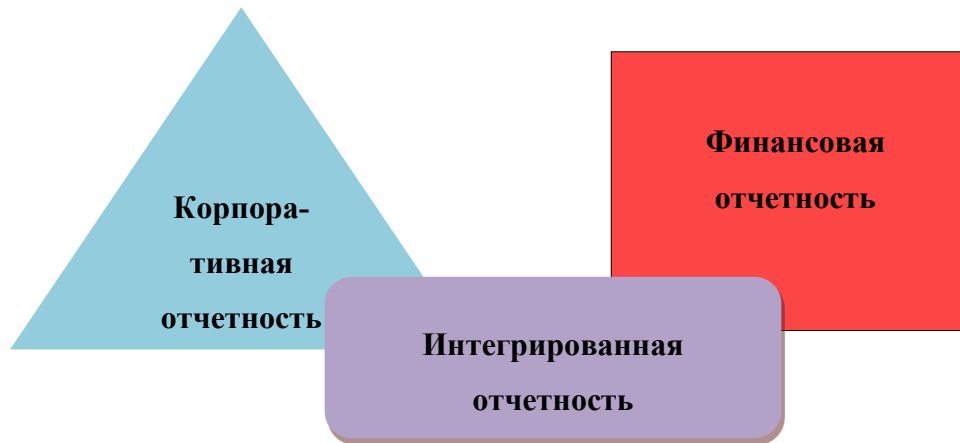 Корпора-
тивная
отчетность
Финансовая
отчетность
Интегрированная
отчетность